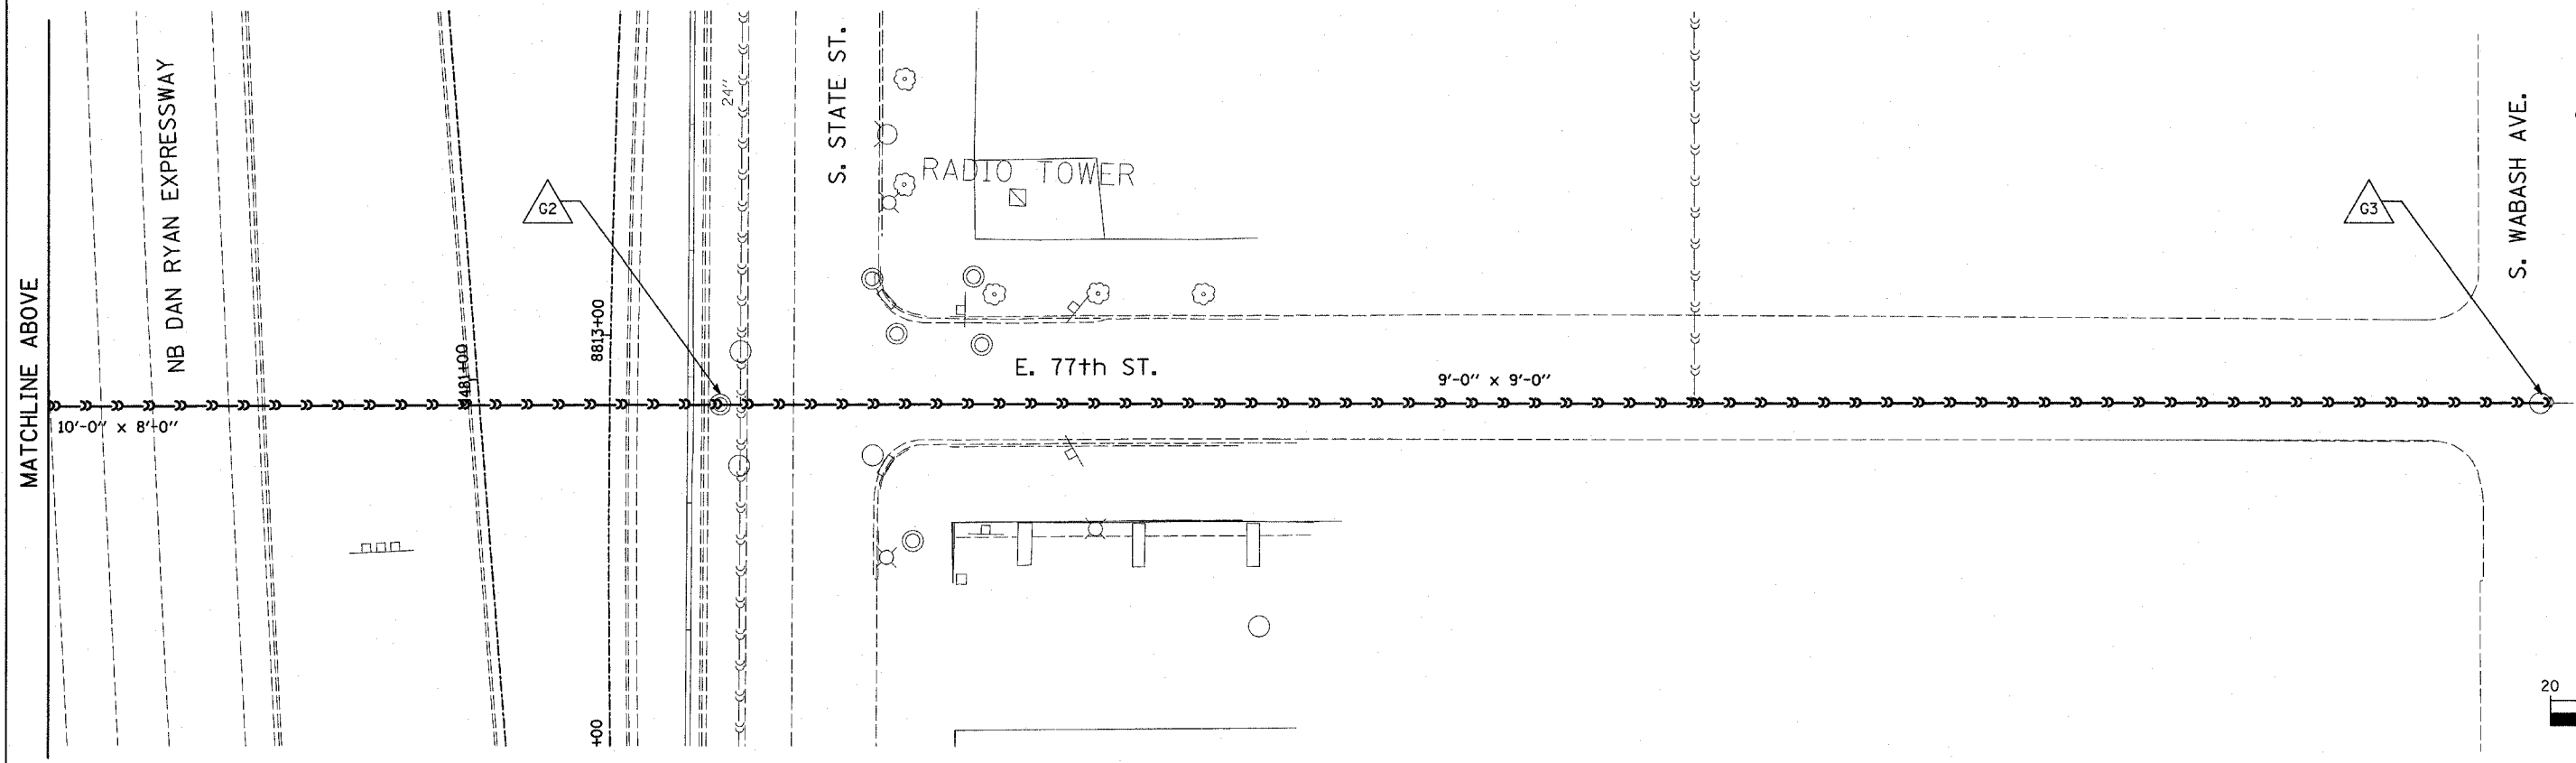 MATCHLINE ABOVE
NB DAN RYAN EXPRESSWAY
10'-0" x 8'-0"
9481+00
G2
8813+00
+00
24"
S. STATE ST.
RADIO TOWER
E. 77th ST.
9'-0" x 9'-0"
G3
S. WABASH AVE.
20